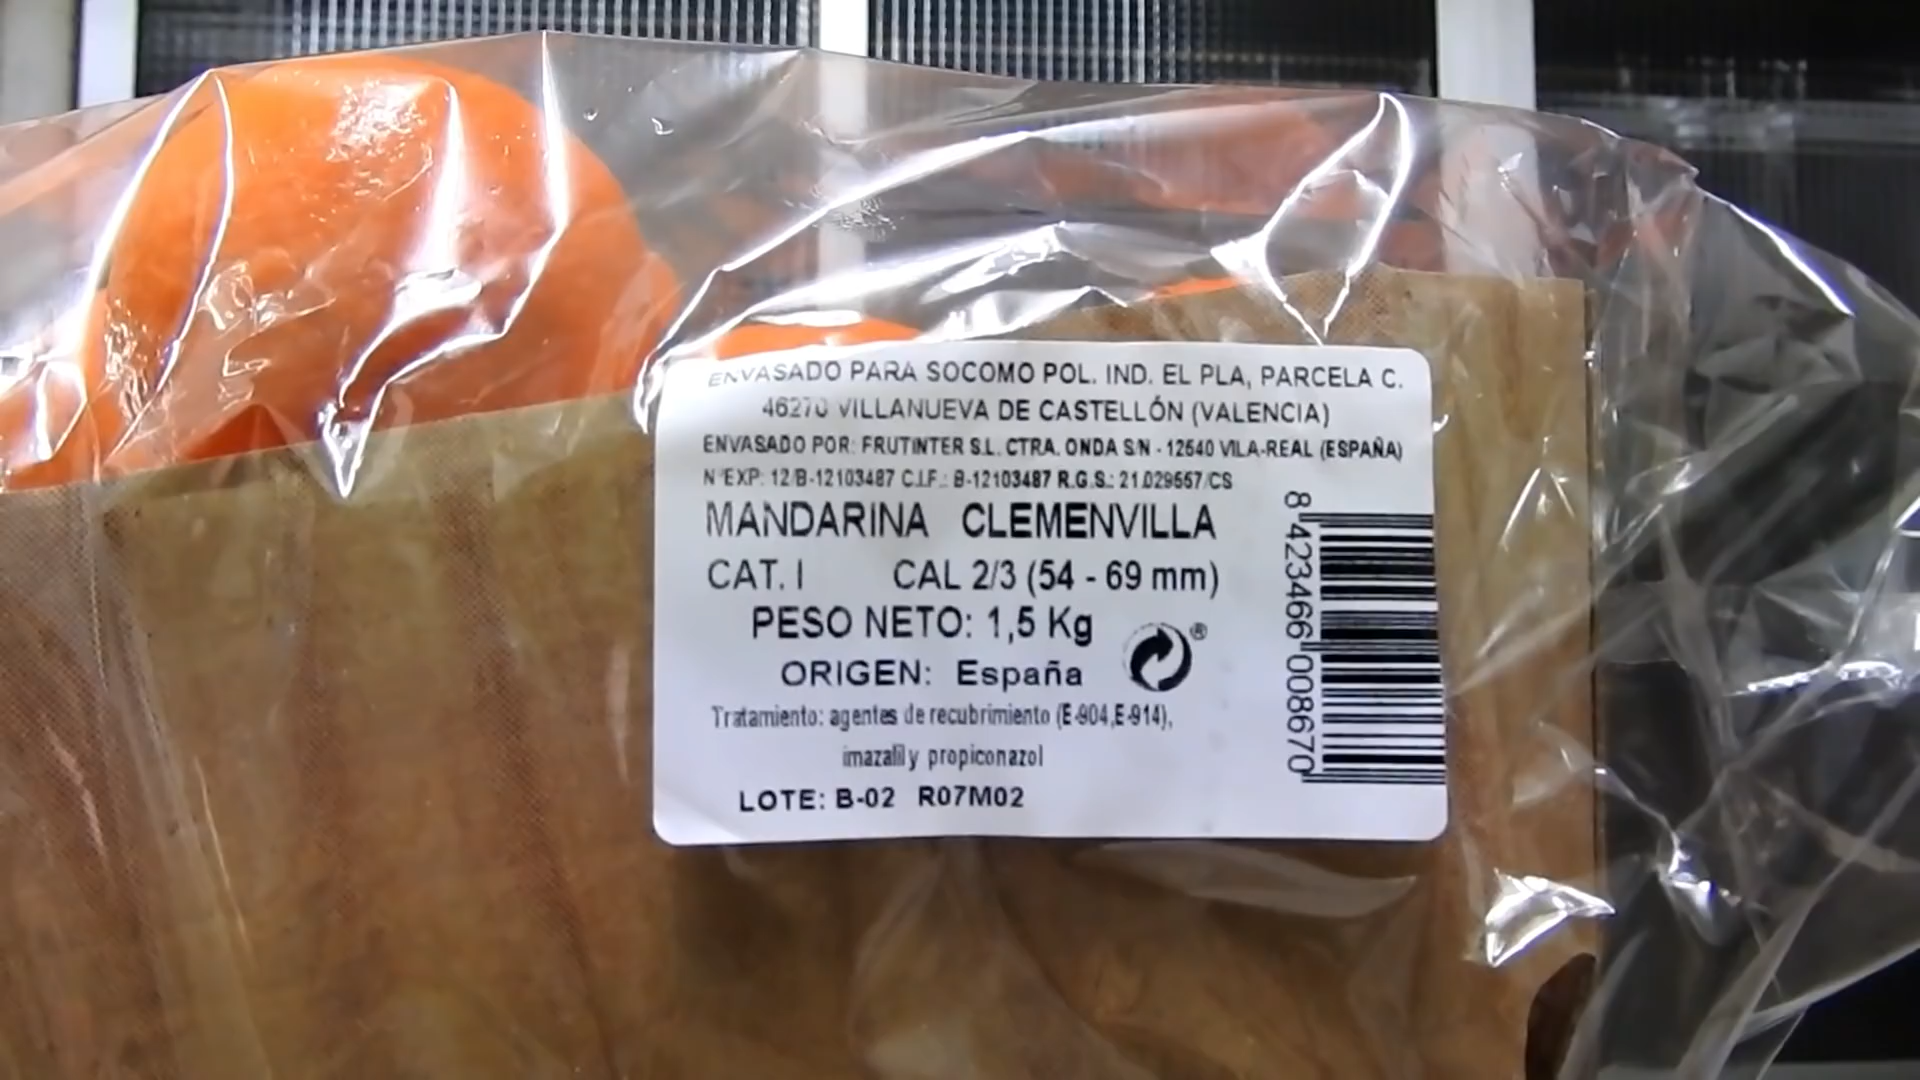 ENVASADO PARA SOCOMO POL. IND. EL PLA, PARCELA C.
46270 VILLANUEVA DE CASTELLÓN (VALENCIA)
ENVASADO POR: FRUTINTER S.L. CTRA. ONDA S/N - 12540 VILA-REAL (ESPAÑA)
NºEXP: 12/B-12103487 C.I.F.: B-12103487 R.G.S.: 21.029557/CS
MANDARINA CLEMENVILLA
CAT. I CAL 2/3 (54 - 69 mm)
PESO NETO: 1,5 Kg
®
ORIGEN: España
Tratamiento: agentes de recubrimiento (E-904,E-914),
imazalil y propiconazol
LOTE: B-02 R07M02
8 423466 008670